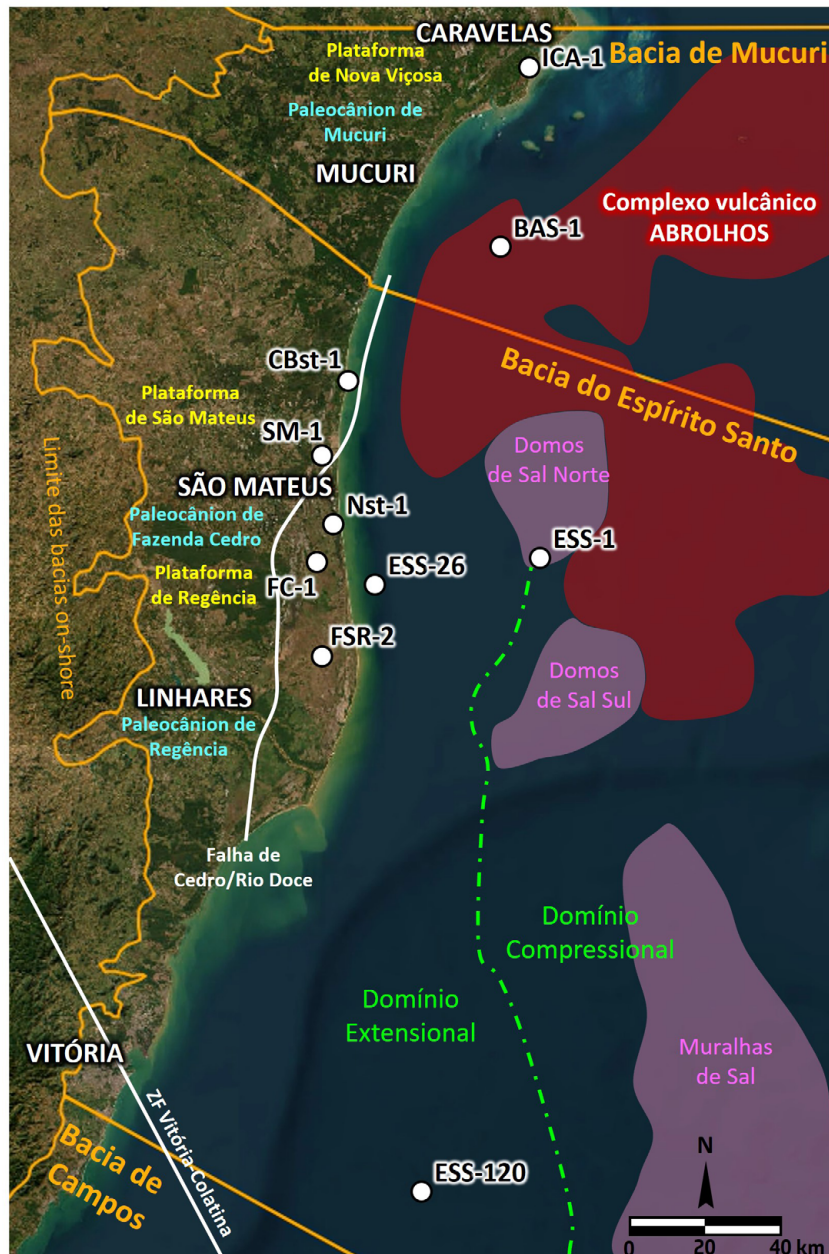 CARAVELAS
Plataforma
de Nova Viçosa
ICA-1
Bacia de Mucuri
Paleocânion de
Mucuri
MUCURI
Complexo vulcânico
ABROLHOS
BAS-1
CBst-1
Bacia do Espírito Santo
Plataforma
de São Mateus
SM-1
Domos
de Sal Norte
Limite das bacias on-shore
SÃO MATEUS
Nst-1
Paleocânion de
Fazenda Cedro
ESS-1
FC-1
ESS-26
Plataforma
de Regência
FSR-2
Domos
de Sal Sul
LINHARES
Paleocânion de
Regência
Falha de
Cedro/Rio Doce
Domínio
Compressional
Domínio
Extensional
VITÓRIA
Muralhas
de Sal
ZF Vitória-Colatina
Bacia de
Campos
ESS-120
N
0 20 40 km